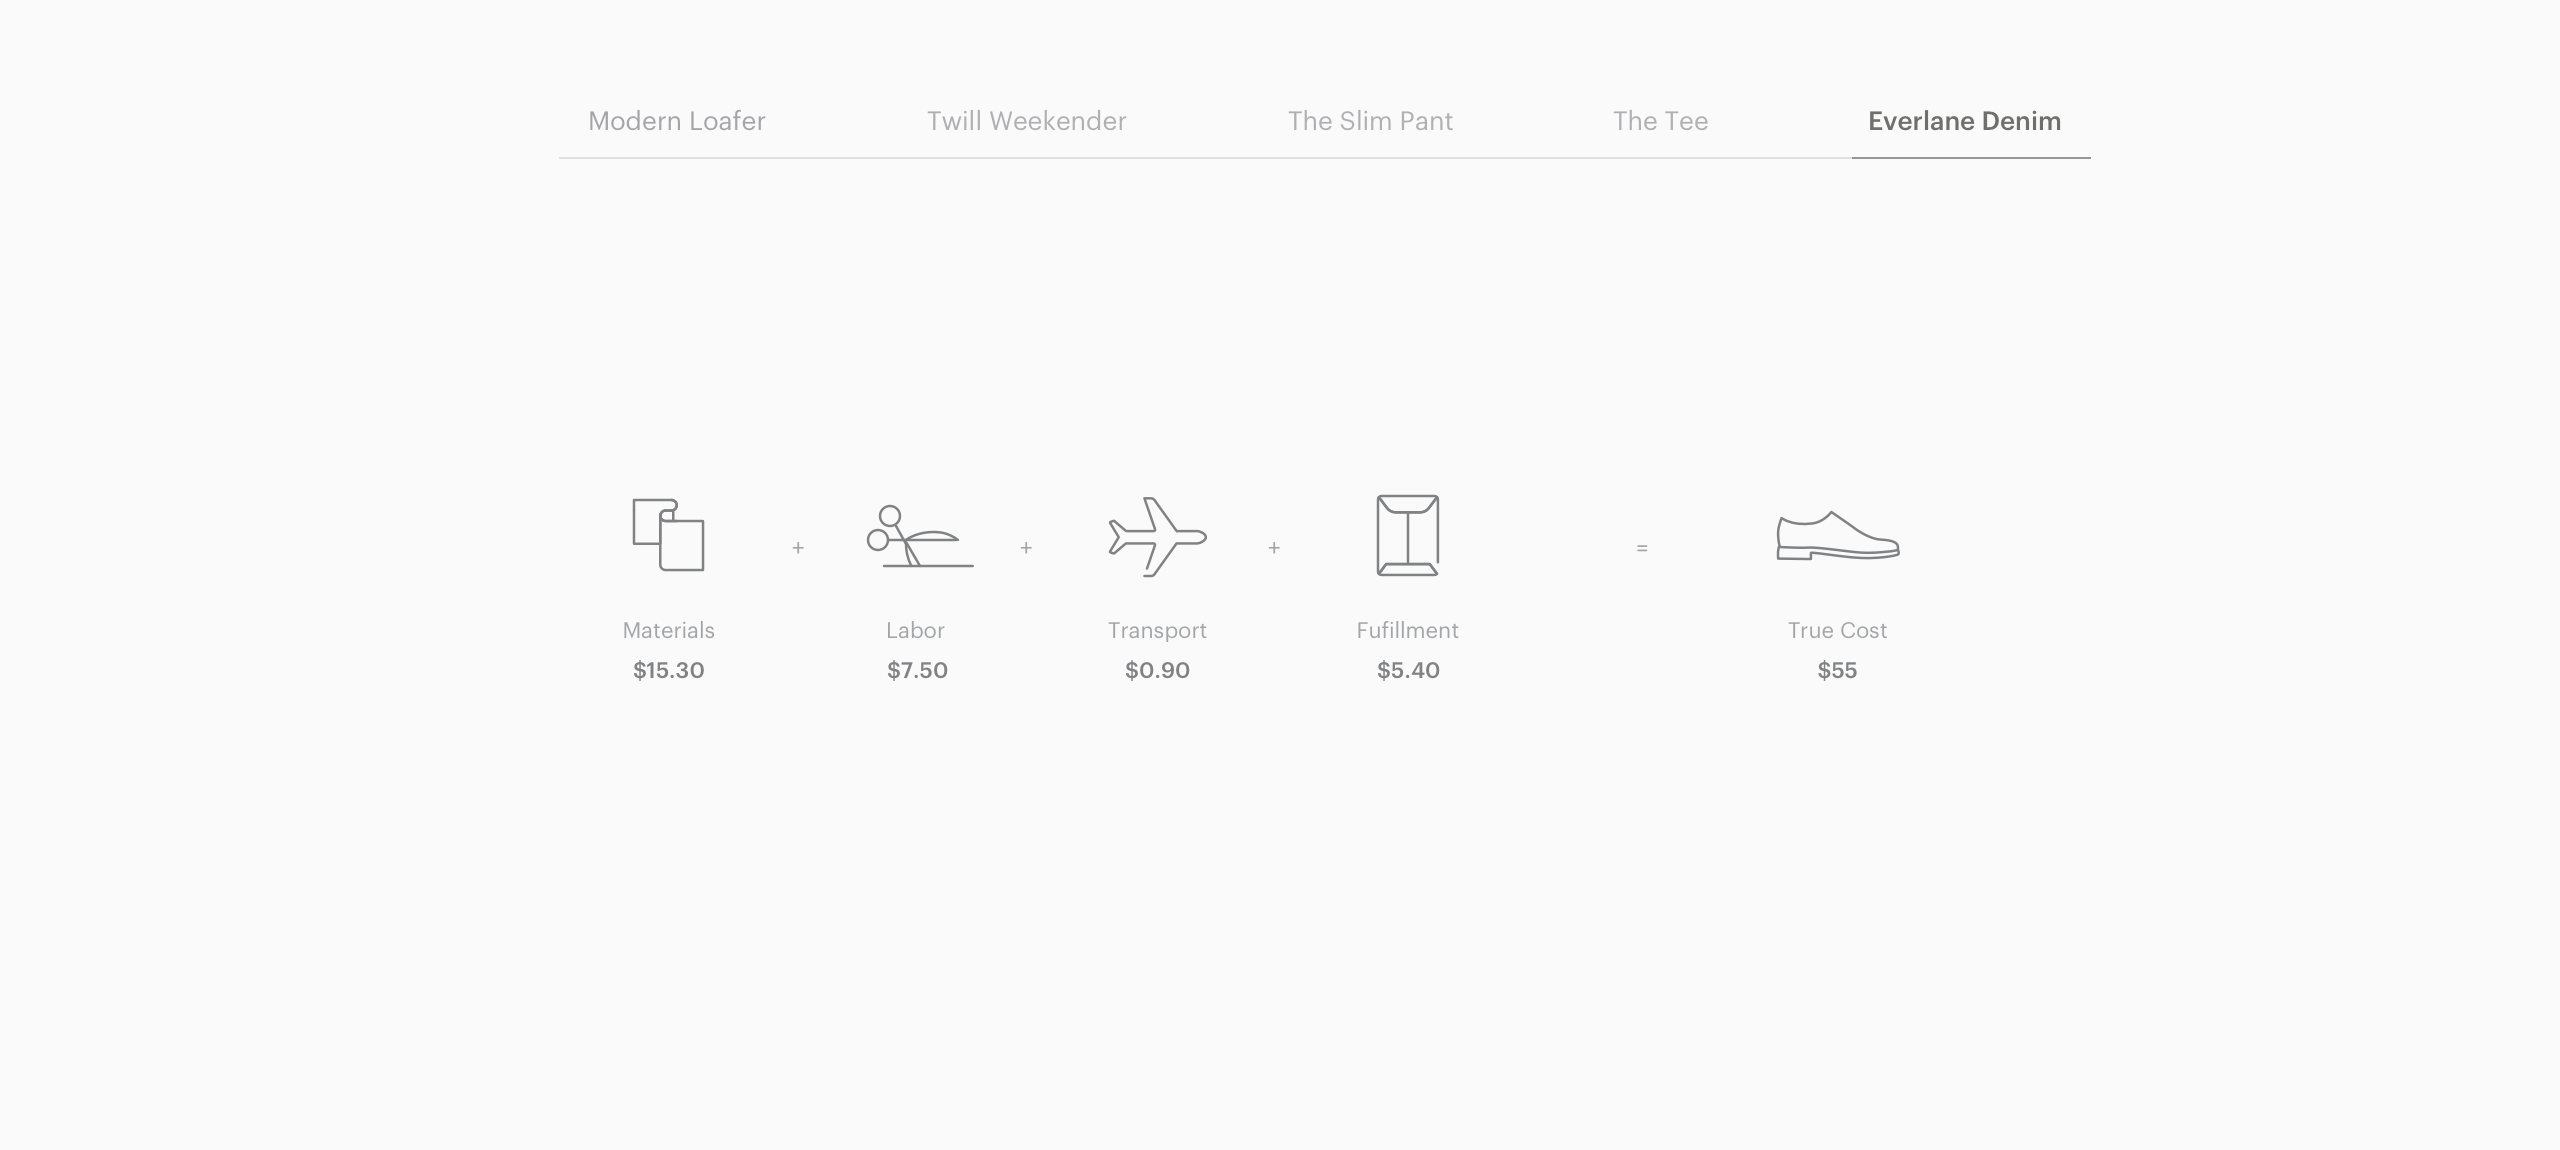 Modern Loafer Twill Weekender The Slim Pant The Tee Everlane Denim
+ + + =
Materials Labor Transport Fufillment True Cost
$15.30 $7.50 $0.90 $5.40 $55